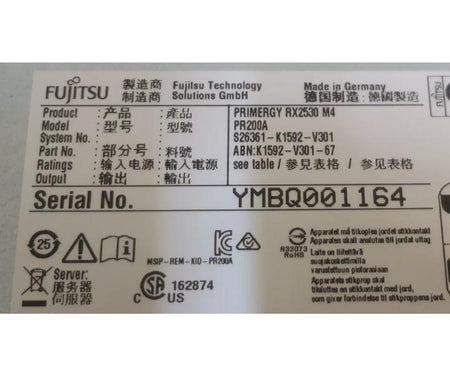 FUJITSU 製造商 Fujitsu Technology Made in Germany
製造商 Solutions GmbH 德国制造 : 德國製造
Product : 产品 : 產品 PRIMERGY RX2530 M4
Model : 型号 : 型號 PR200A
System No. : S26361-K1592-V301
Part No. : 部分号 : 料號 ABN:K1592-V301-67
Ratings : 输入电源 : 輸入電源 see table / 参见表格 / 參見表格
Output : 输出 : 輸出
Serial No. YMBQ001164
25
MSIP-REM-KIO-PR200A
R33073
RoHS
Apparatet må tilkoples jordet stikkontakt
Apparaten skall anslutas till jordat uttag
Laite on liitettävä
suojakoskettimilla
varustettuun pistorasiaan
Apparatets stikprop skal
tilsluttes en stikkontakt med jord,
som giver forbindelse til stikproppens jord.
Server:
服务器
伺服器
C US
162874